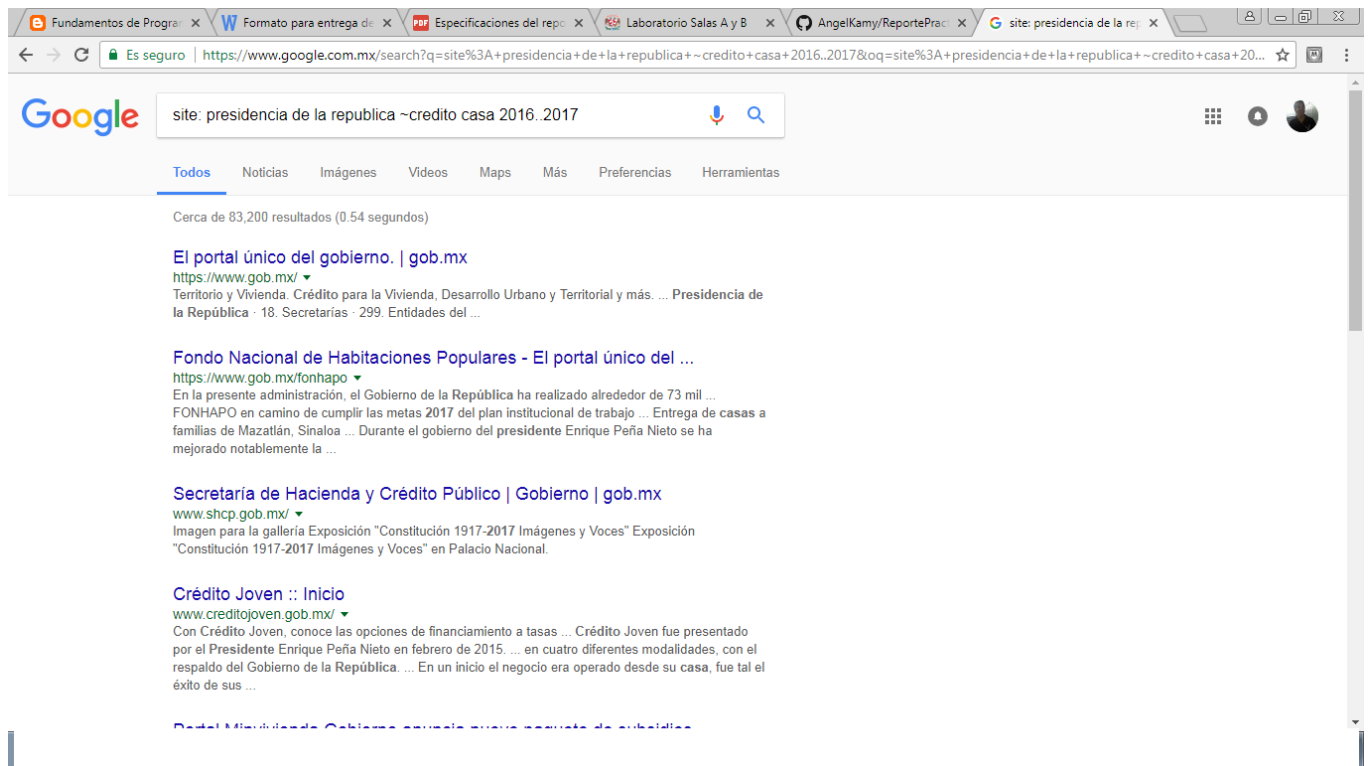 Fundamentos de Progra
Formato para entrega de
Especificaciones del repo
Laboratorio Salas A y B
AngelKamy/ReportePrac
site: presidencia de la rep
Es seguro | https://www.google.com.mx/search?q=site%3A+presidencia+de+la+republica+~credito+casa+2016..2017&oq=site%3A+presidencia+de+la+republica+~credito+casa+20...
Google
site: presidencia de la republica ~credito casa 2016..2017
Todos Noticias Imágenes Videos Maps Más Preferencias Herramientas
Cerca de 83,200 resultados (0.54 segundos)
El portal único del gobierno. | gob.mx
https://www.gob.mx/
Territorio y Vivienda. Crédito para la Vivienda, Desarrollo Urbano y Territorial y más. ... Presidencia de
la República · 18. Secretarías · 299. Entidades del ...
Fondo Nacional de Habitaciones Populares - El portal único del ...
https://www.gob.mx/fonhapo
En la presente administración, el Gobierno de la República ha realizado alrededor de 73 mil ...
FONHAPO en camino de cumplir las metas 2017 del plan institucional de trabajo ... Entrega de casas a
familias de Mazatlán, Sinaloa ... Durante el gobierno del presidente Enrique Peña Nieto se ha
mejorado notablemente la ...
Secretaría de Hacienda y Crédito Público | Gobierno | gob.mx
www.shcp.gob.mx/
Imagen para la gallería Exposición "Constitución 1917-2017 Imágenes y Voces" Exposición
"Constitución 1917-2017 Imágenes y Voces" en Palacio Nacional.
Crédito Joven :: Inicio
www.creditojoven.gob.mx/
Con Crédito Joven, conoce las opciones de financiamiento a tasas ... Crédito Joven fue presentado
por el Presidente Enrique Peña Nieto en febrero de 2015. ... en cuatro diferentes modalidades, con el
respaldo del Gobierno de la República. ... En un inicio el negocio era operado desde su casa, fue tal el
éxito de sus ...
Portal Minvivienda Gobierno anuncia nuevo paquete de subsidios